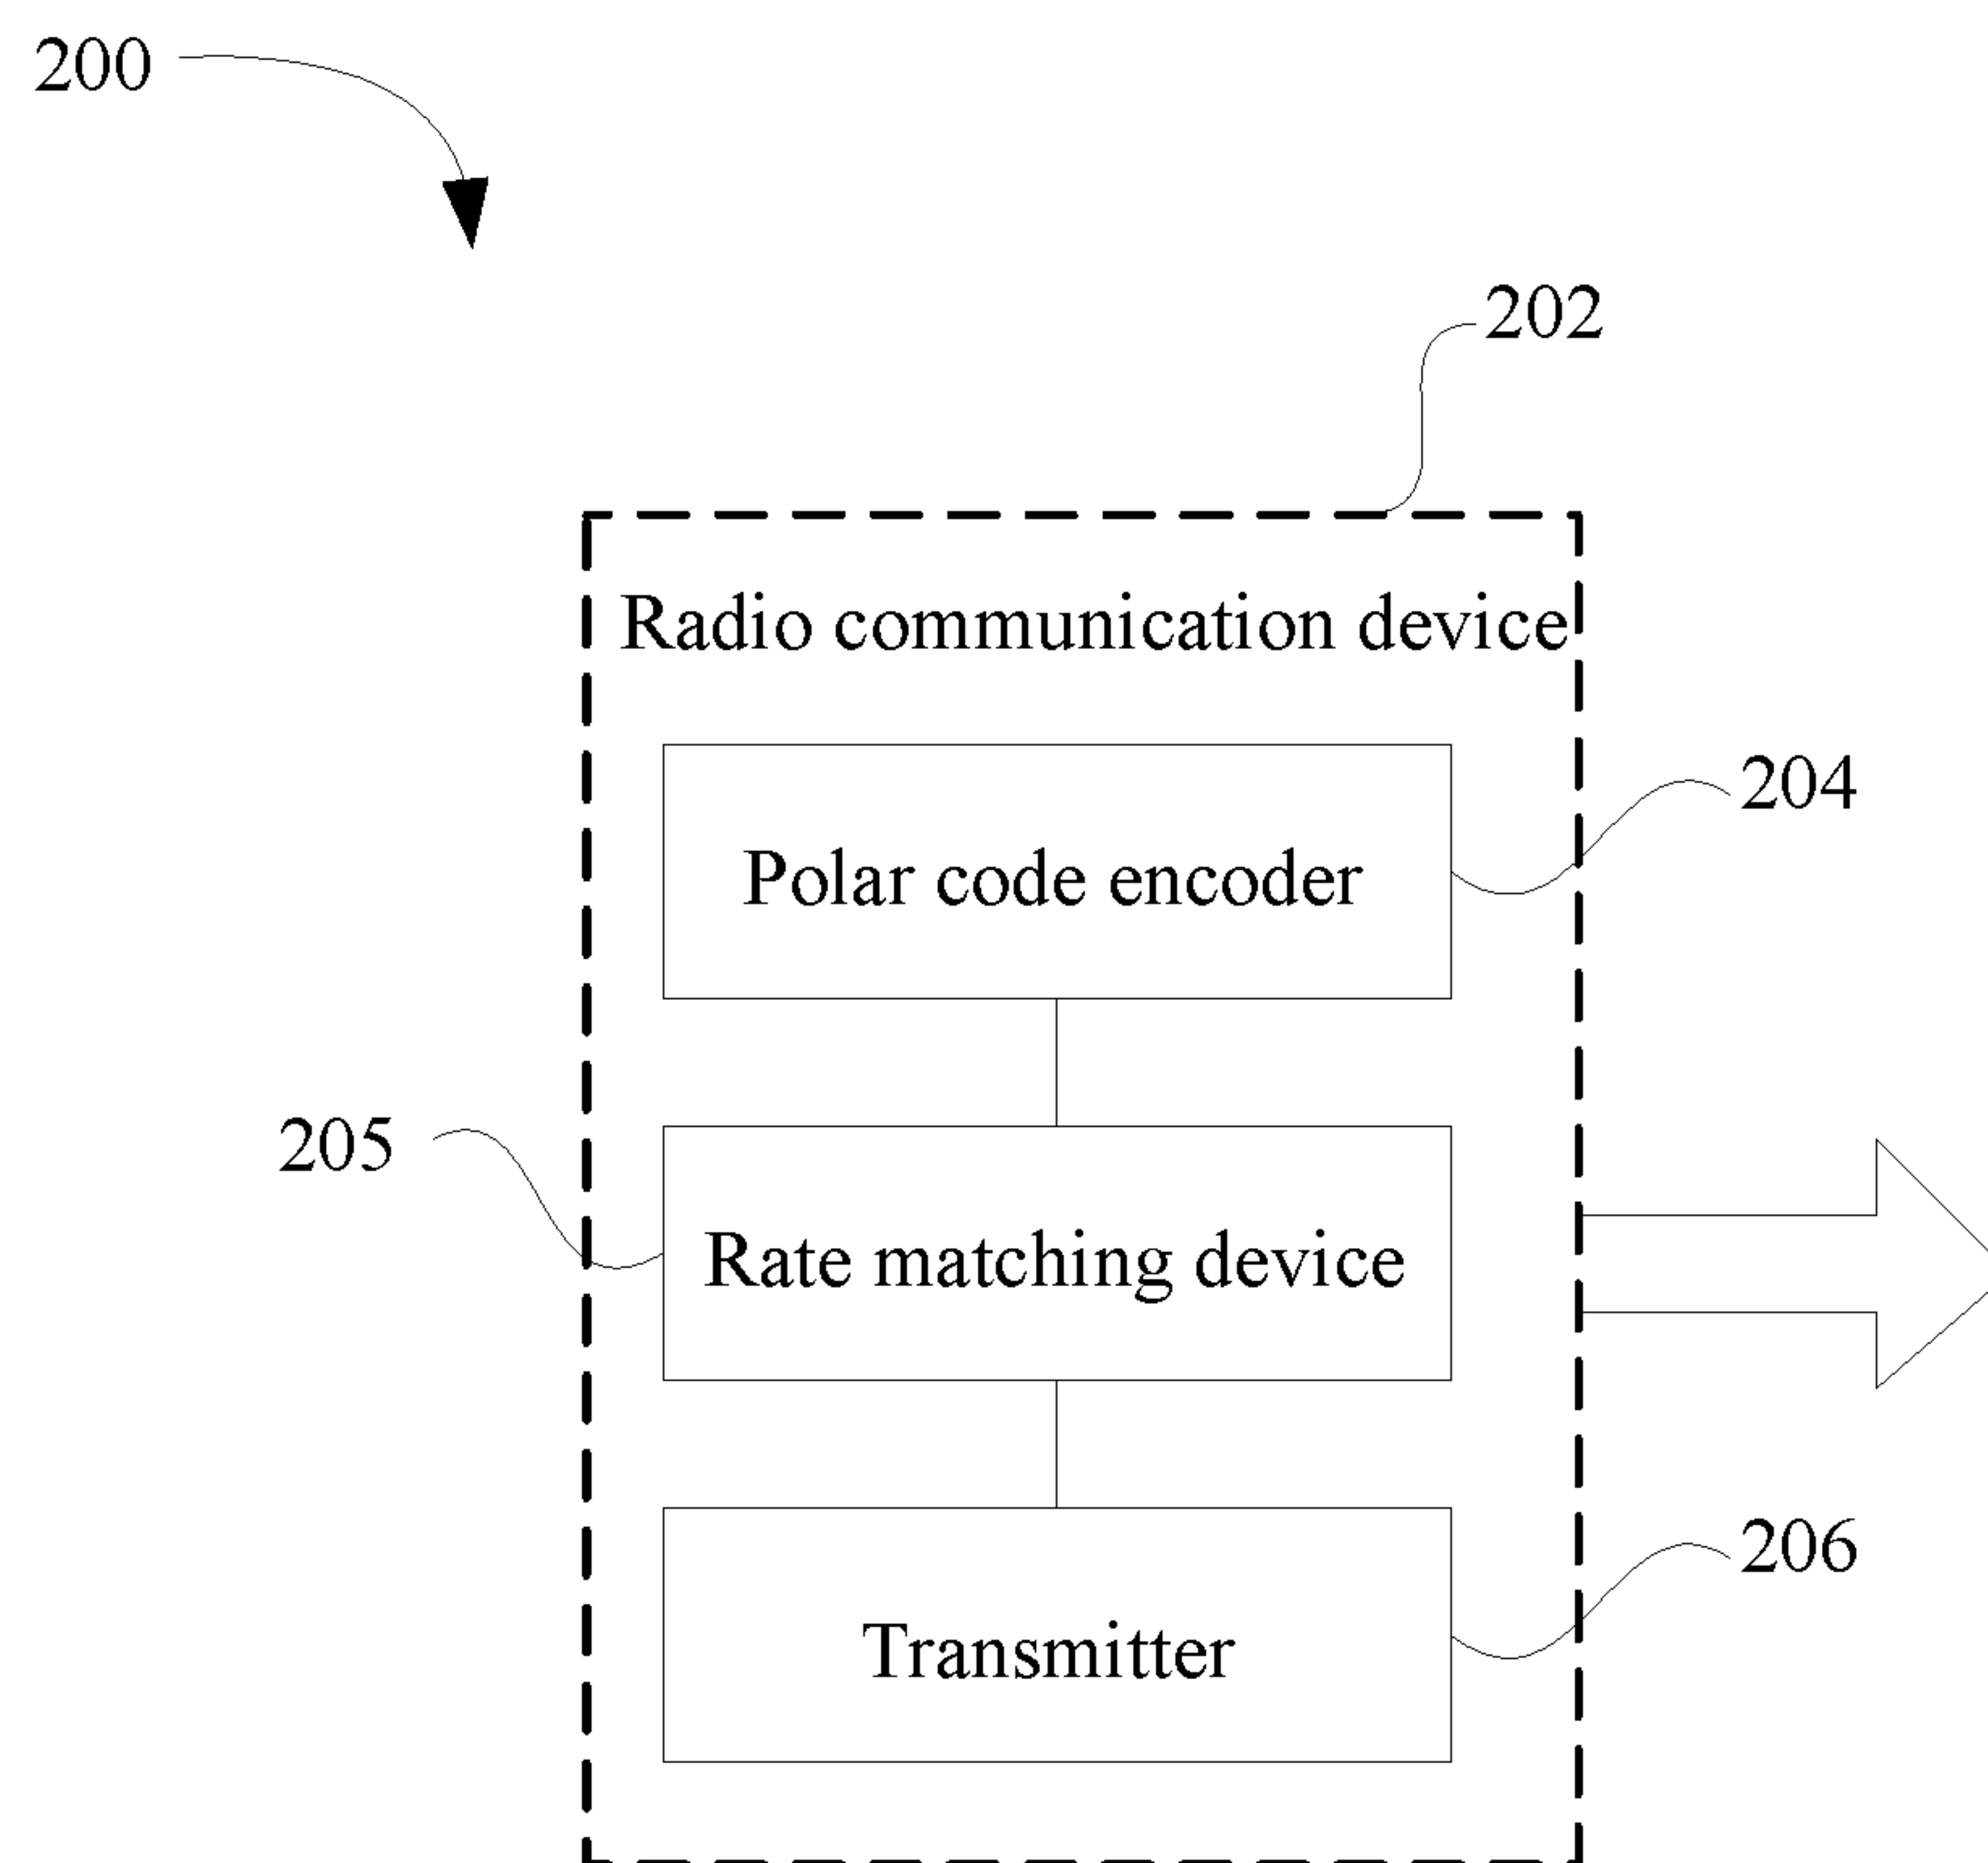 200
202
Radio communication device
204
Polar code encoder
205
Rate matching device
206
Transmitter